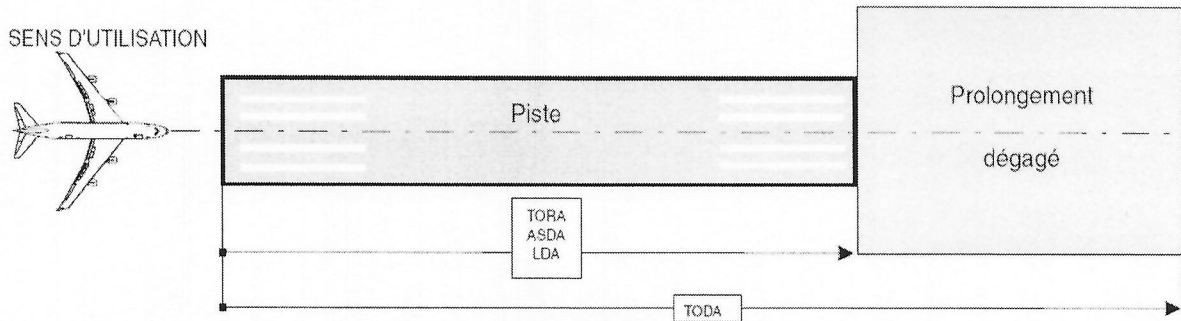 SENS D'UTILISATION
Piste
Prolongement
dégagé
TORA
ASDA
LDA
TODA